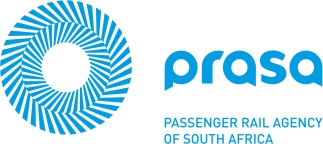 prasa
PASSENGER RAIL AGENCY
OF SOUTH AFRICA